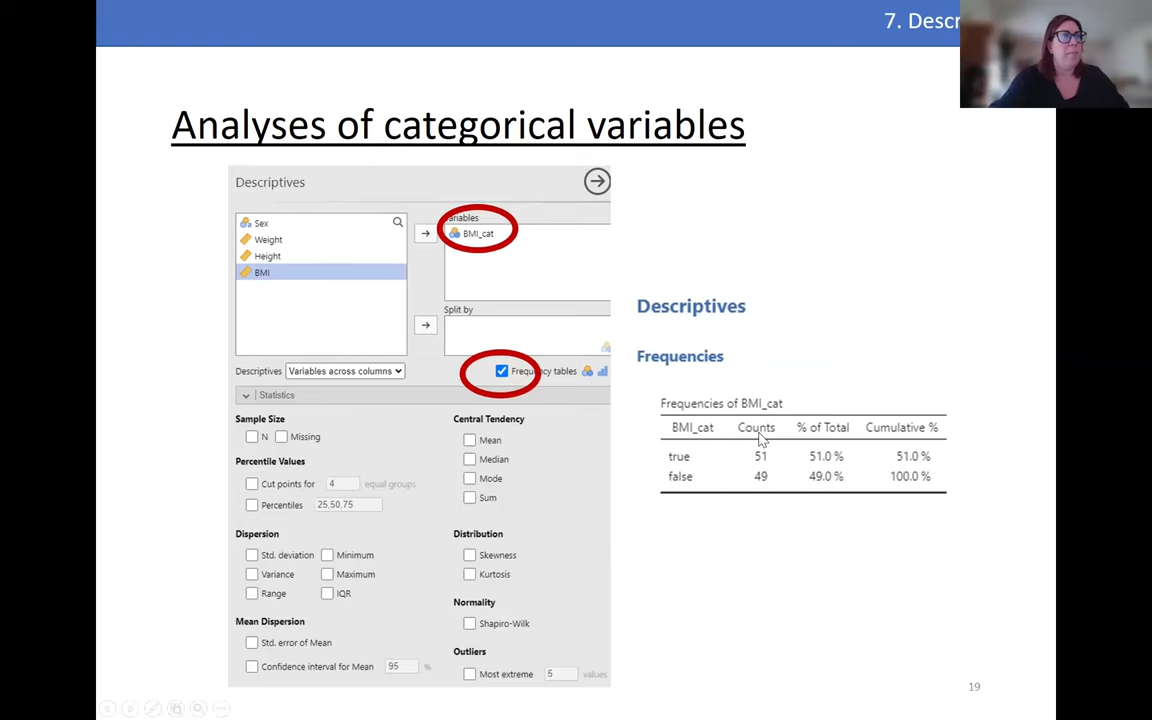 7. Descr
Analyses of categorical variables
Descriptives
Sex
Weight
Height
BMI
Variables
BMI_cat
Split by
Descriptives Variables across columns
Frequency tables
Statistics
Sample Size
N Missing
Percentile Values
Cut points for 4 equal groups
Percentiles 25,50,75
Dispersion
Std. deviation Minimum
Variance Maximum
Range IQR
Mean Dispersion
Std. error of Mean
Confidence interval for Mean 95 %
Central Tendency
Mean
Median
Mode
Sum
Distribution
Skewness
Kurtosis
Normality
Shapiro-Wilk
Outliers
Most extreme 5 values
Descriptives
Frequencies
Frequencies of BMI_cat
BMI_cat Counts % of Total Cumulative %
true 51 51.0 % 51.0 %
false 49 49.0 % 100.0 %
19